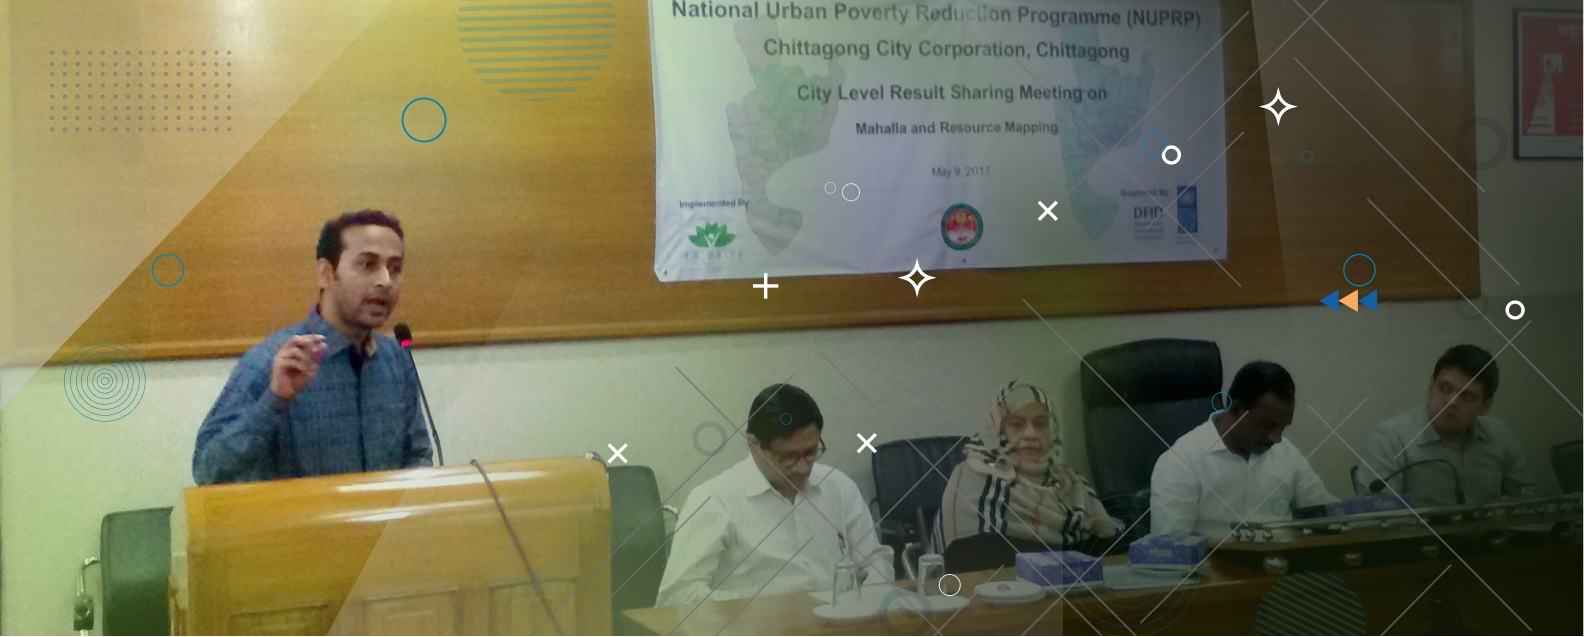 National Urban Poverty Reduction Programme (NUPRP)
Chittagong City Corporation, Chittagong
City Level Result Sharing Meeting on
Mahalla and Resource Mapping
May 9, 2017
Implemented By
Supported By:
DFID